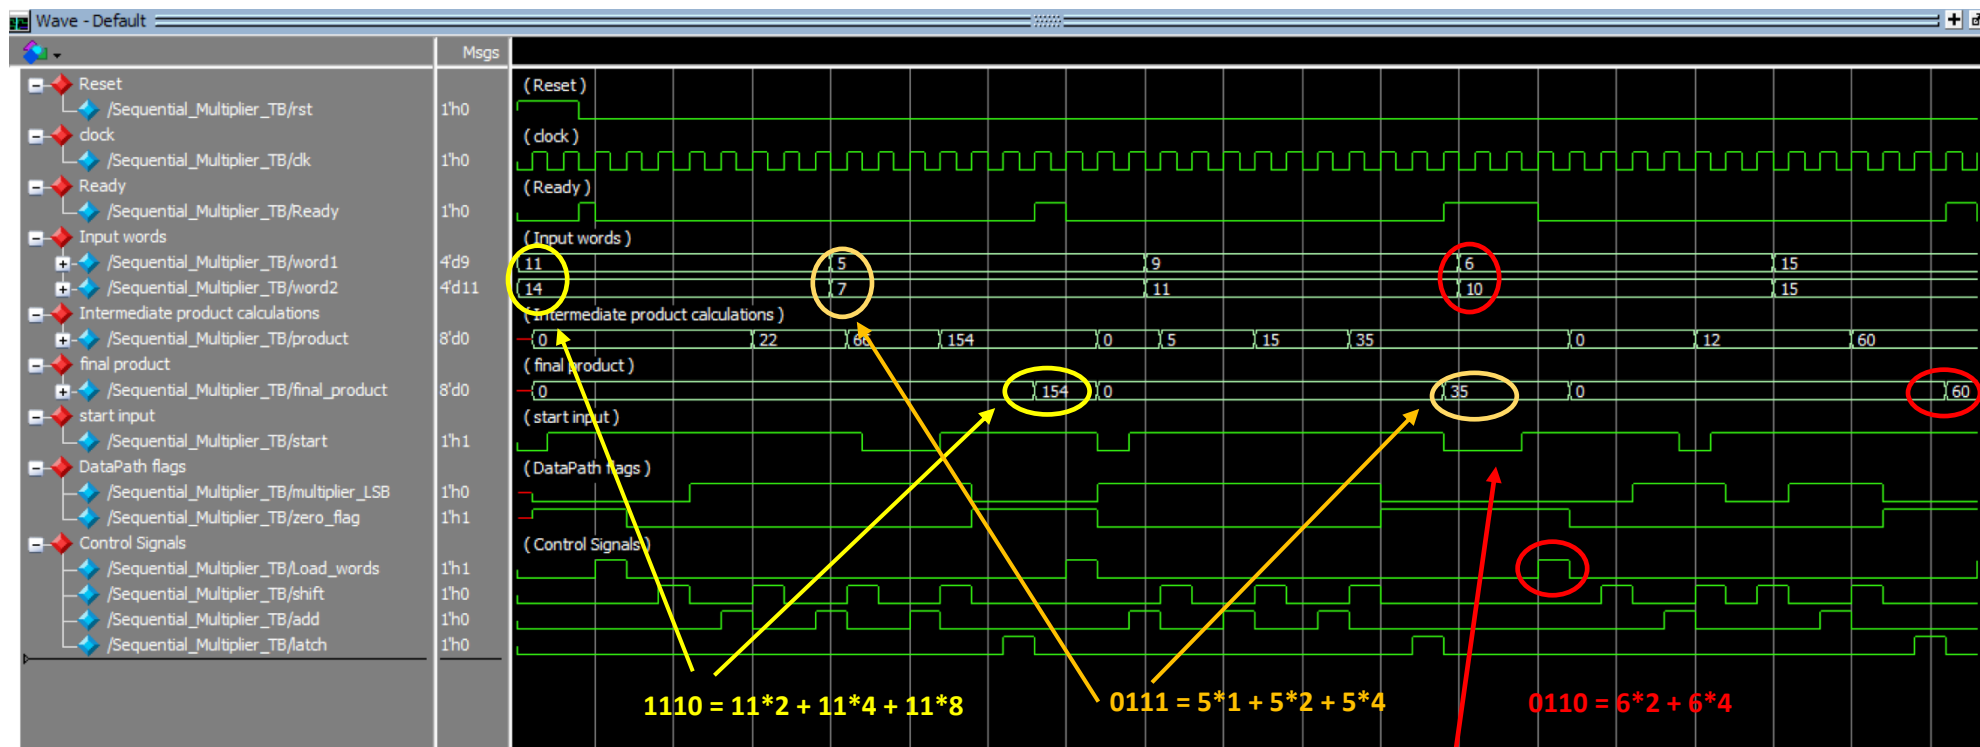 Wave - Default
Msgs
Reset (Reset)
/Sequential_Multiplier_TB/rst 1'h0
clock (clock)
/Sequential_Multiplier_TB/clk 1'h0
Ready (Ready)
/Sequential_Multiplier_TB/Ready 1'h0
Input words (Input words)
/Sequential_Multiplier_TB/word1 4'd9 11 5 9 6 15
/Sequential_Multiplier_TB/word2 4'd11 14 7 11 10 15
Intermediate product calculations (Intermediate product calculations)
/Sequential_Multiplier_TB/product 8'd0 0 22 66 154 0 5 15 35 0 12 60
final product (final product)
/Sequential_Multiplier_TB/final_product 8'd0 0 154 0 35 0 60
start input (start input)
/Sequential_Multiplier_TB/start 1'h1
DataPath flags (DataPath flags)
/Sequential_Multiplier_TB/multiplier_LSB 1'h0
/Sequential_Multiplier_TB/zero_flag 1'h1
Control Signals (Control Signals)
/Sequential_Multiplier_TB/Load_words 1'h1
/Sequential_Multiplier_TB/shift 1'h0
/Sequential_Multiplier_TB/add 1'h0
/Sequential_Multiplier_TB/latch 1'h0
1110 = 11*2 + 11*4 + 11*8 0111 = 5*1 + 5*2 + 5*4 0110 = 6*2 + 6*4